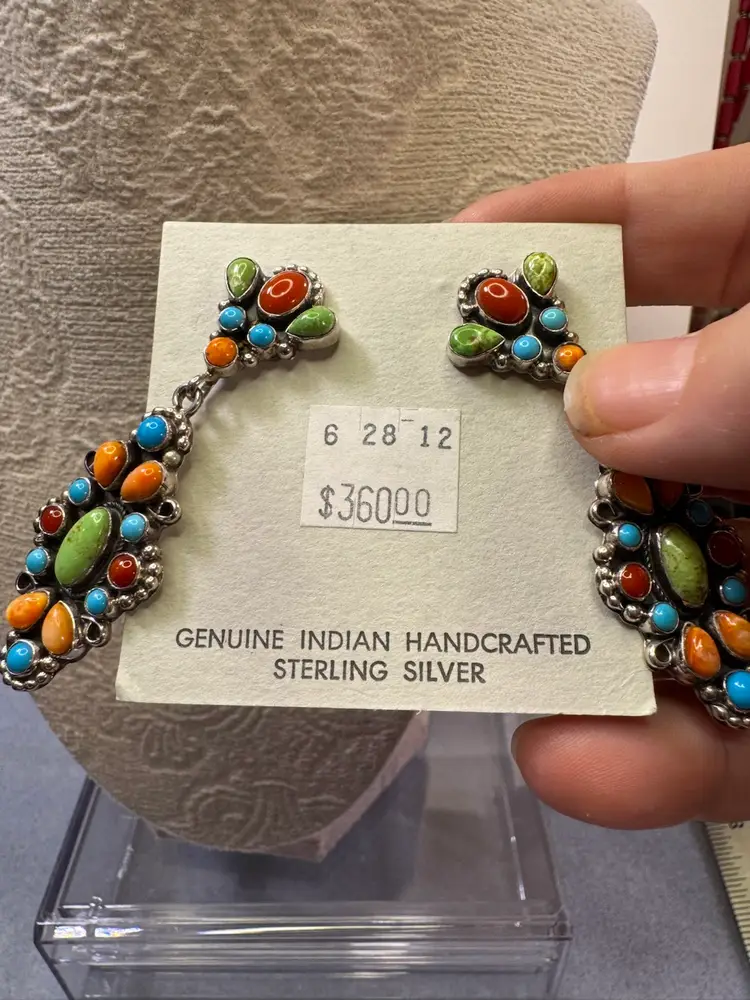 6 28 12
$36000
GENUINE INDIAN HANDCRAFTED
STERLING SILVER